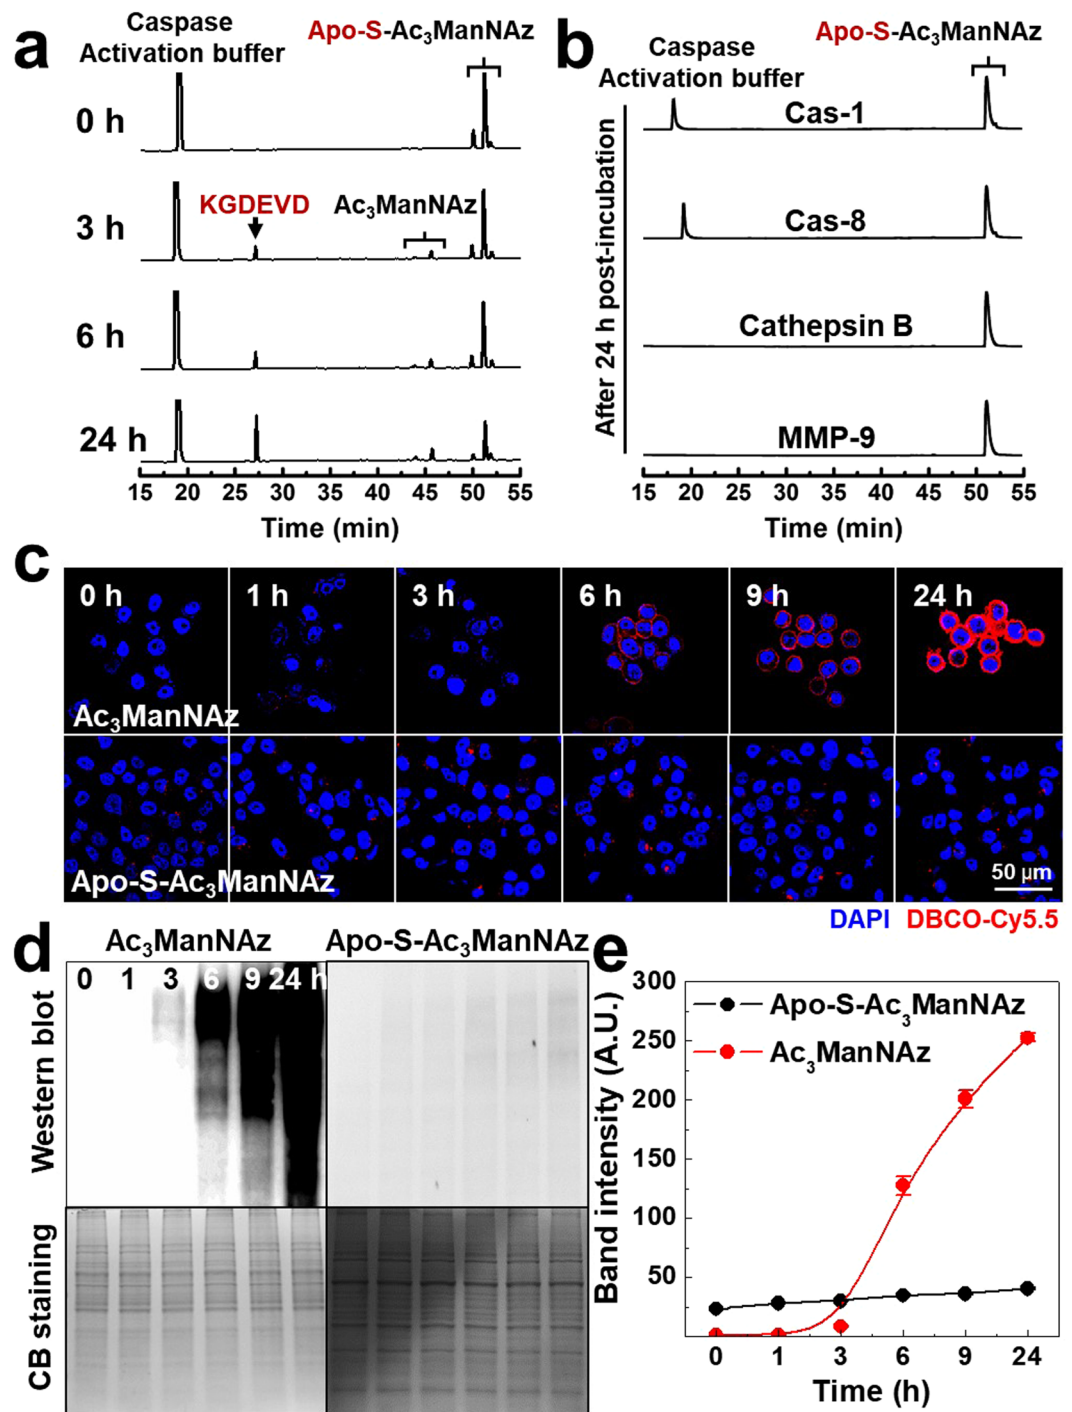 a
Caspase
Activation buffer
Apo-S-Ac3ManNAz
0 h
3 h
KGDEVD
Ac3ManNAz
6 h
24 h
15 20 25 30 35 40 45 50 55
Time (min)
b
Caspase
Activation buffer
Apo-S-Ac3ManNAz
After 24 h post-incubation
Cas-1
Cas-8
Cathepsin B
MMP-9
15 20 25 30 35 40 45 50 55
Time (min)
c
0 h 1 h 3 h 6 h 9 h 24 h
Ac3ManNAz
Apo-S-Ac3ManNAz
50 µm
DAPI DBCO-Cy5.5
d
Ac3ManNAz Apo-S-Ac3ManNAz
0 1 3 6 9 24 h
Western blot
CB staining
e
Band intensity (A.U.)
300
250
200
150
100
50
Apo-S-Ac3ManNAz
Ac3ManNAz
0 1 3 6 9 24
Time (h)